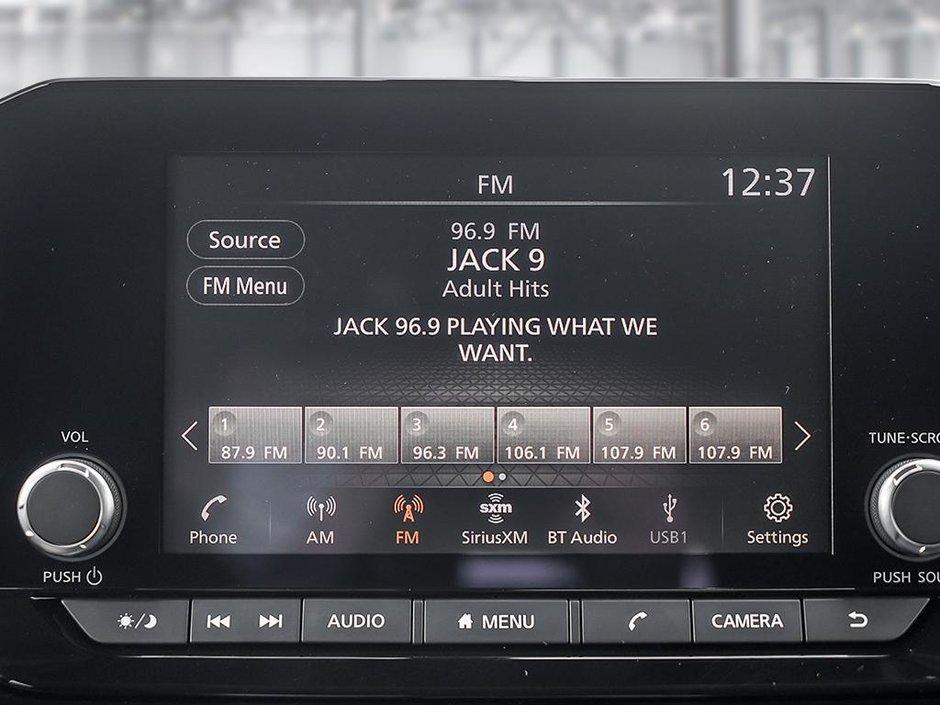 FM
12:37
Source
96.9 FM
JACK 9
FM Menu
Adult Hits
JACK 96.9 PLAYING WHAT WE
WANT.
1 2 3 4 5 6
87.9 FM 90.1 FM 96.3 FM 106.1 FM 107.9 FM 107.9 FM
VOL
TUNE·SCRO
sxm
Phone AM FM SiriusXM BT Audio USB1 Settings
PUSH
PUSH SOU
AUDIO MENU CAMERA